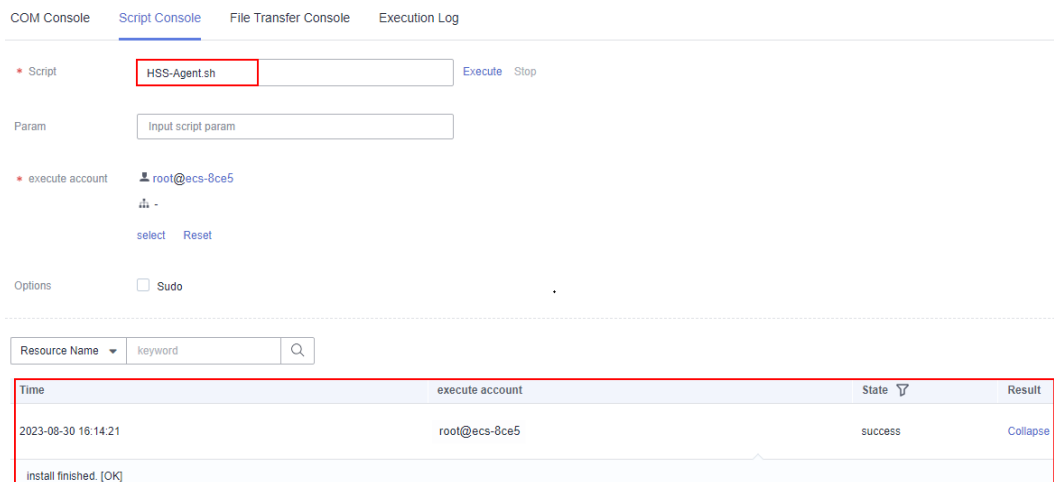 COM Console Script Console File Transfer Console Execution Log
* Script HSS-Agent.sh Execute Stop
Param Input script param
* execute account root@ecs-8ce5
-
select Reset
Options Sudo
Resource Name keyword
Time execute account State Result
2023-08-30 16:14:21 root@ecs-8ce5 success Collapse
install finished. [OK]